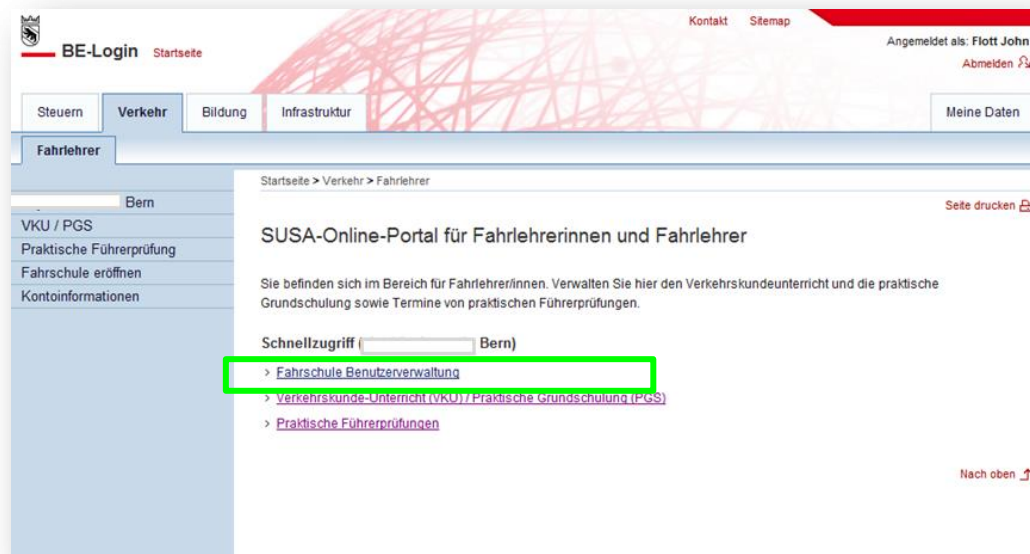 Kontakt Sitemap
BE-Login Startseite
Angemeldet als: Flott John
Abmelden
Steuern Verkehr Bildung Infrastruktur Meine Daten
Fahrlehrer
Startseite > Verkehr > Fahrlehrer
Bern
Seite drucken
VKU / PGS
Praktische Führerprüfung
Fahrschule eröffnen
Kontoinformationen
SUSA-Online-Portal für Fahrlehrerinnen und Fahrlehrer
Sie befinden sich im Bereich für Fahrlehrer/innen. Verwalten Sie hier den Verkehrskundeunterricht und die praktische
Grundschulung sowie Termine von praktischen Führerprüfungen.
Schnellzugriff ( Bern)
> Fahrschule Benutzerverwaltung
> Verkehrskunde-Unterricht (VKU) / Praktische Grundschulung (PGS)
> Praktische Führerprüfungen
Nach oben